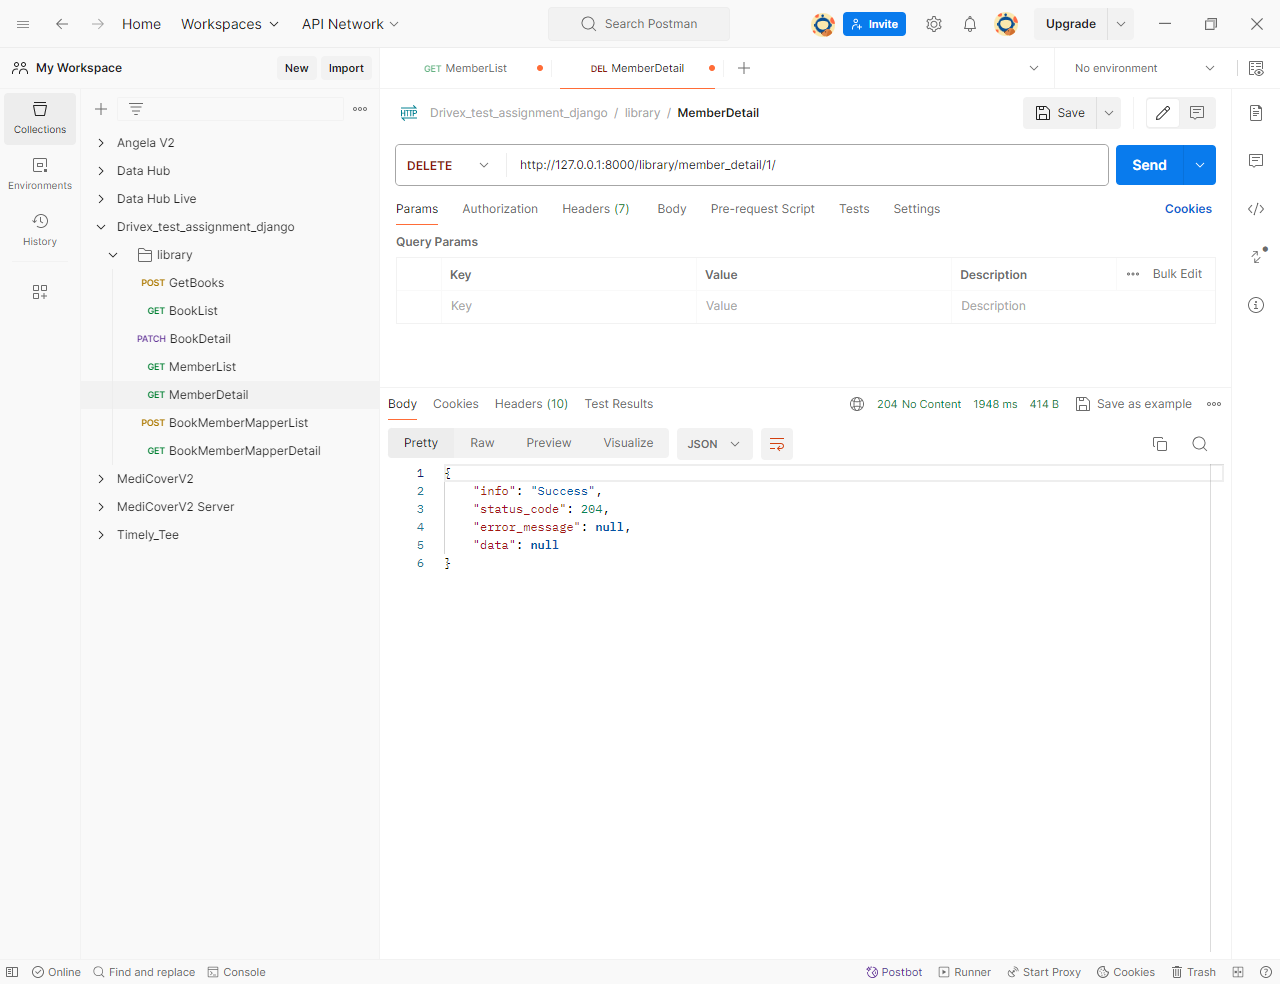 Home
Workspaces
API Network
Search Postman
Invite
Upgrade
My Workspace
New
Import
GET MemberList
DEL MemberDetail
No environment
Collections
Environments
History
Angela V2
Data Hub
Data Hub Live
Drivex_test_assignment_django
library
POST GetBooks
GET BookList
PATCH BookDetail
GET MemberList
GET MemberDetail
POST BookMemberMapperList
GET BookMemberMapperDetail
MediCoverV2
MediCoverV2 Server
Timely_Tee
HTTP
Drivex_test_assignment_django / library / MemberDetail
Save
DELETE
http://127.0.0.1:8000/library/member_detail/1/
Send
Params
Authorization
Headers (7)
Body
Pre-request Script
Tests
Settings
Cookies
Query Params
Key
Value
Description
Bulk Edit
Key
Value
Description
Body
Cookies
Headers (10)
Test Results
204 No Content
1948 ms
414 B
Save as example
Pretty
Raw
Preview
Visualize
JSON
1 {
2 "info": "Success",
3 "status_code": 204,
4 "error_message": null,
5 "data": null
6 }
Online
Find and replace
Console
Postbot
Runner
Start Proxy
Cookies
Trash